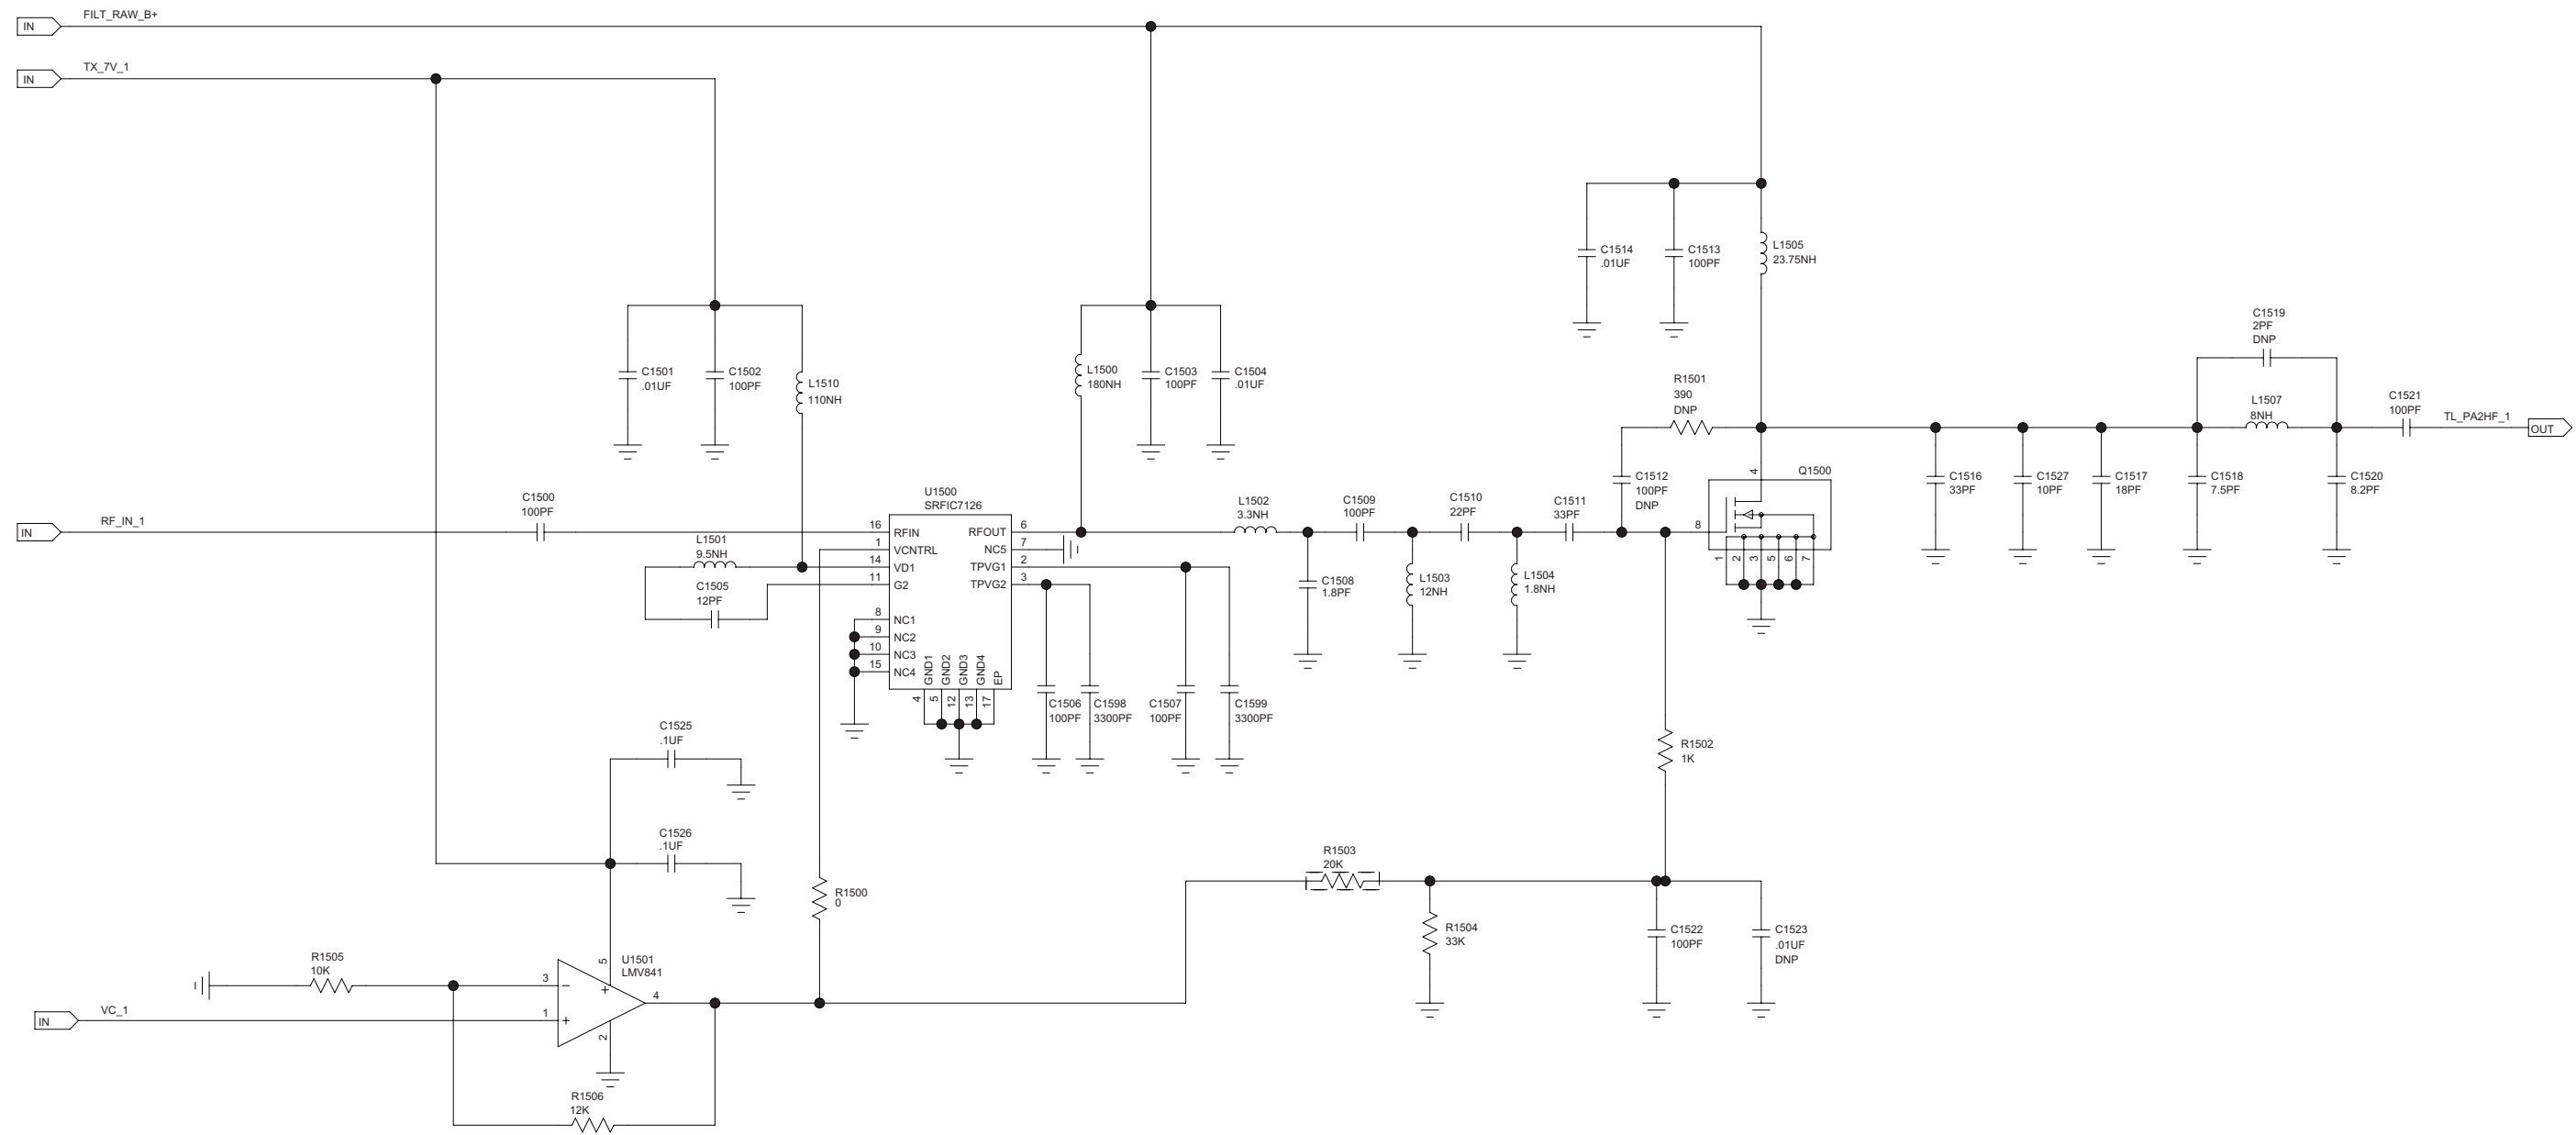 FILT_RAW_B+
IN
TX_7V_1
IN
C1514
.01UF
C1513
100PF
L1505
23.75NH
C1519
2PF
DNP
C1501
.01UF
C1502
100PF
L1510
110NH
L1500
180NH
C1503
100PF
C1504
.01UF
R1501
390
DNP
L1507
8NH
C1521
100PF
TL_PA2HF_1
OUT
C1512
100PF
DNP
4
Q1500
8
1
2
3
5
6
7
C1516
33PF
C1527
10PF
C1517
18PF
C1518
7.5PF
C1520
8.2PF
IN
RF_IN_1
C1500
100PF
L1501
9.5NH
C1505
12PF
U1500
SRFIC7126
16
RFIN
1
VCNTRL
14
VD1
11
G2
8
NC1
9
NC2
10
NC3
15
NC4
RFOUT
6
NC5
7
TPVG1
2
TPVG2
3
GND1
GND2
GND3
GND4
EP
4
5
12
13
17
L1502
3.3NH
C1509
100PF
C1510
22PF
C1511
33PF
C1508
1.8PF
L1503
12NH
L1504
1.8NH
C1506
100PF
C1598
3300PF
C1507
100PF
C1599
3300PF
C1525
.1UF
C1526
.1UF
R1502
1K
R1500
0
R1503
20K
R1504
33K
C1522
100PF
C1523
.01UF
DNP
R1505
10K
U1501
LMV841
3
-
5
+
4
1
+
2
VC_1
IN
R1506
12K